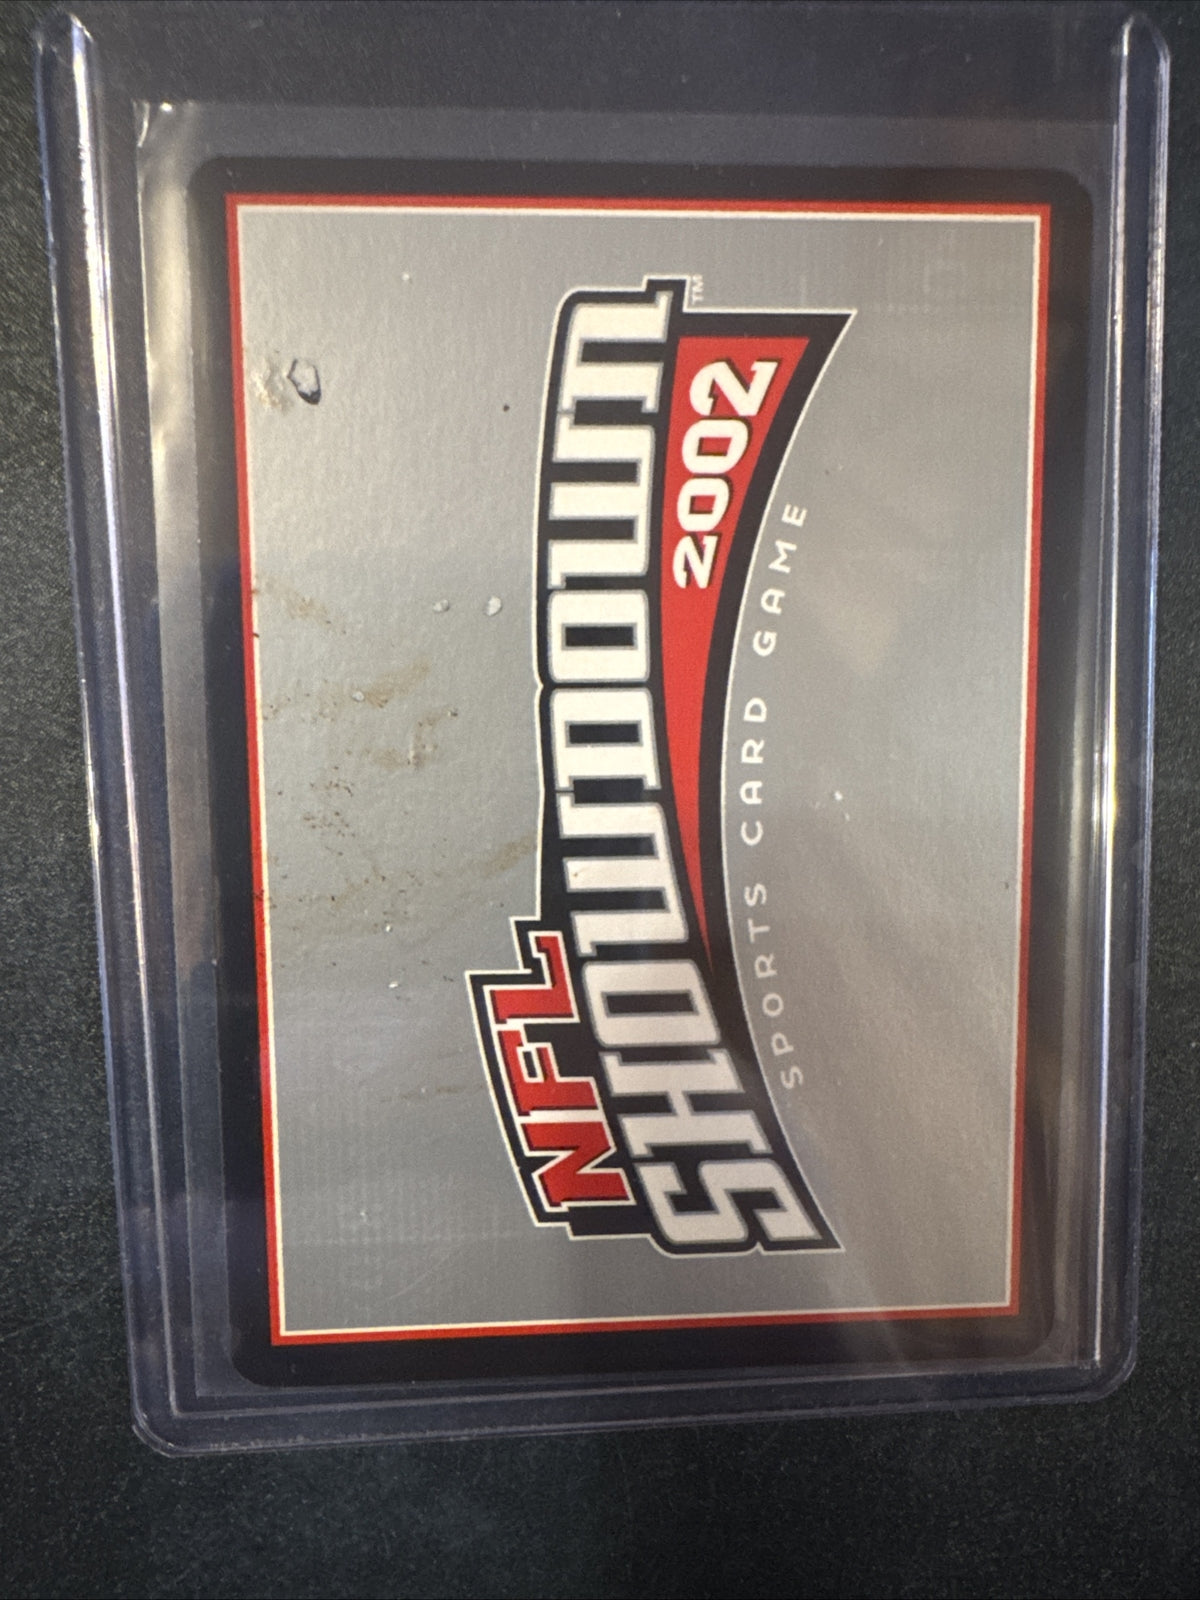 NFL
SHOWDOWN™
2002
SPORTS CARD GAME